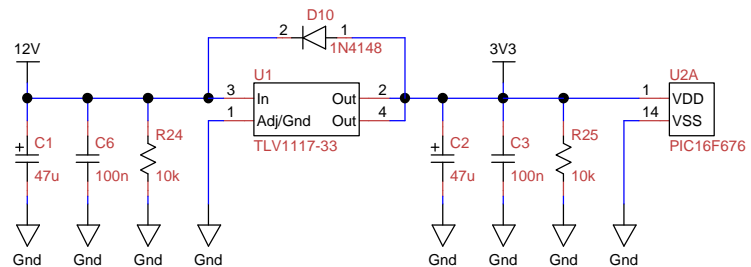 D10
2 1
1N4148
12V
3V3
U1
U2A
3 In Out 2
1 VDD
1 Adj/Gnd Out 4
14 VSS
TLV1117-33
PIC16F676
+ C1
47u
C6
100n
R24
10k
+ C2
47u
C3
100n
R25
10k
Gnd Gnd Gnd Gnd Gnd Gnd Gnd Gnd